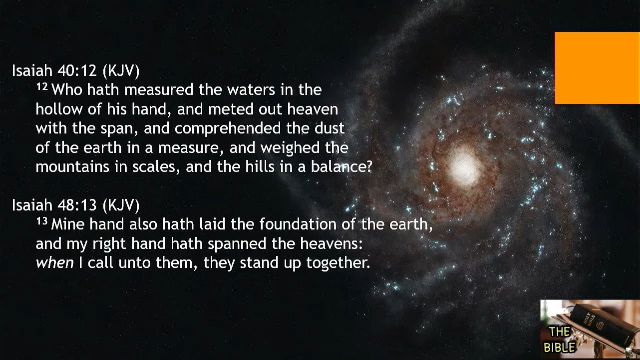 Isaiah 40:12 (KJV)
12 Who hath measured the waters in the
hollow of his hand, and meted out heaven
with the span, and comprehended the dust
of the earth in a measure, and weighed the
mountains in scales, and the hills in a balance?
Isaiah 48:13 (KJV)
13 Mine hand also hath laid the foundation of the earth,
and my right hand hath spanned the heavens:
when I call unto them, they stand up together.
THE
BIBLE